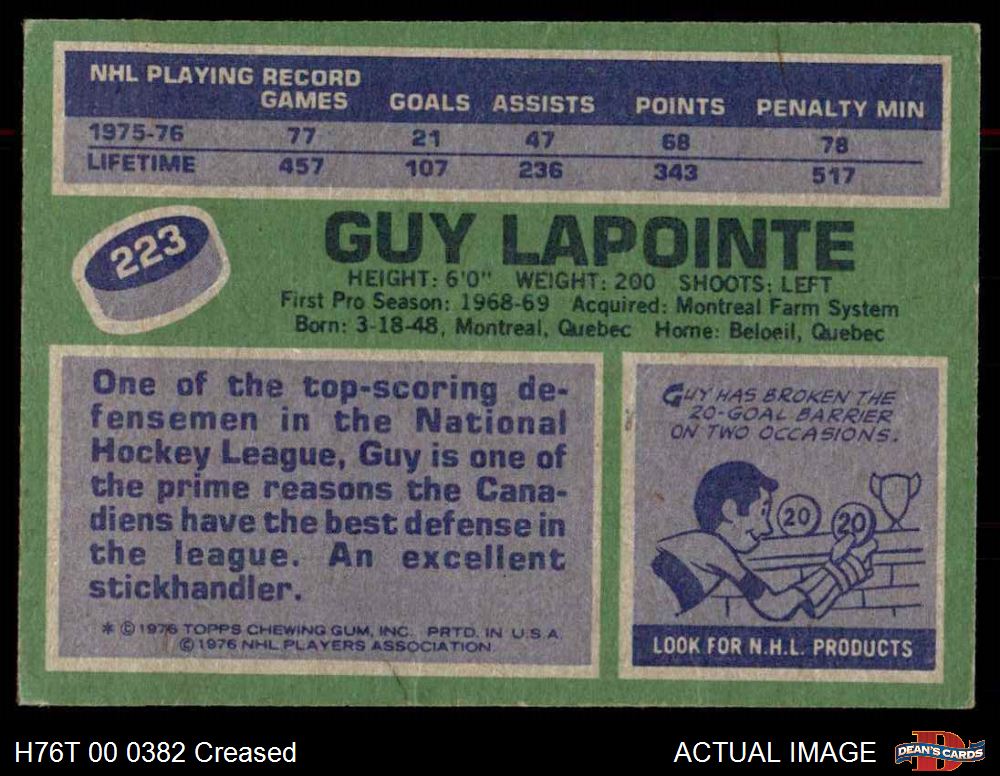 NHL PLAYING RECORD
GAMES GOALS ASSISTS POINTS PENALTY MIN
1975-76 77 21 47 68 78
LIFETIME 457 107 236 343 517
223
GUY LAPOINTE
HEIGHT: 6'0" WEIGHT: 200 SHOOTS: LEFT
First Pro Season: 1968-69 Acquired: Montreal Farm System
Born: 3-18-48, Montreal, Quebec Home: Beloeil, Quebec
One of the top-scoring de-
fensemen in the National
Hockey League, Guy is one of
the prime reasons the Cana-
diens have the best defense in
the league. An excellent
stickhandler.
* © 1976 TOPPS CHEWING GUM, INC. PRTD. IN U.S.A.
© 1976 NHL PLAYERS ASSOCIATION
GUY HAS BROKEN THE
20-GOAL BARRIER
ON TWO OCCASIONS.
20 20
LOOK FOR N.H.L. PRODUCTS
H76T 00 0382 Creased
ACTUAL IMAGE
DEAN'S CARDS